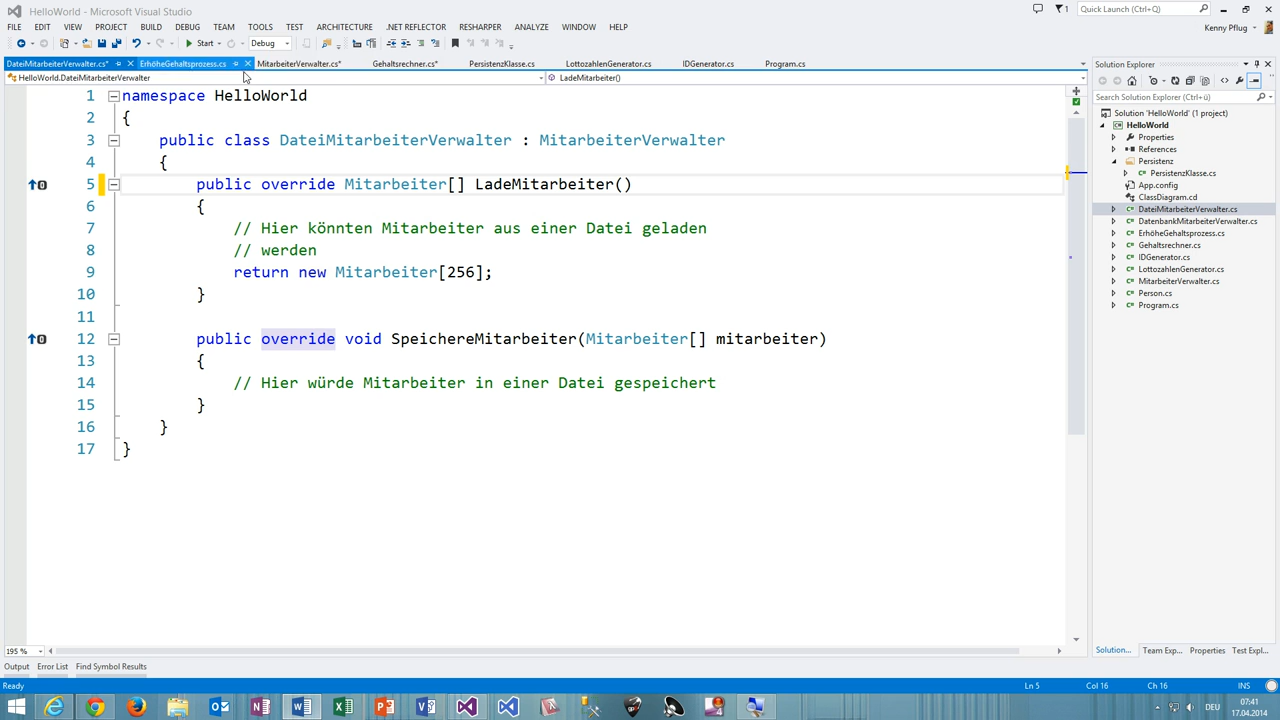 HelloWorld - Microsoft Visual Studio
Quick Launch (Ctrl+Q)
FILE EDIT VIEW PROJECT BUILD DEBUG TEAM TOOLS TEST ARCHITECTURE .NET REFLECTOR RESHARPER ANALYZE WINDOW HELP
Kenny Pflug
Start Debug
DateiMitarbeiterVerwalter.cs* ErhöheGehaltsprozess.cs MitarbeiterVerwalter.cs* Gehaltsrechner.cs* PersistenzKlasse.cs LottozahlenGenerator.cs IDGenerator.cs Program.cs
HelloWorld.DateiMitarbeiterVerwalter LadeMitarbeiter()
1 namespace HelloWorld
2 {
3 public class DateiMitarbeiterVerwalter : MitarbeiterVerwalter
4 {
5 public override Mitarbeiter[] LadeMitarbeiter()
6 {
7 // Hier könnten Mitarbeiter aus einer Datei geladen
8 // werden
9 return new Mitarbeiter[256];
10 }
11
12 public override void SpeichereMitarbeiter(Mitarbeiter[] mitarbeiter)
13 {
14 // Hier würde Mitarbeiter in einer Datei gespeichert
15 }
16 }
17 }
195 %
Solution Explorer
Search Solution Explorer (Ctrl+ü)
Solution 'HelloWorld' (1 project)
HelloWorld
Properties
References
Persistenz
PersistenzKlasse.cs
App.config
ClassDiagram.cd
DateiMitarbeiterVerwalter.cs
DatenbankMitarbeiterVerwalter.cs
ErhöheGehaltsprozess.cs
Gehaltsrechner.cs
IDGenerator.cs
LottozahlenGenerator.cs
MitarbeiterVerwalter.cs
Person.cs
Program.cs
Solution... Team Exp... Properties Test Expl...
Output Error List Find Symbol Results
Ready Ln 5 Col 16 Ch 16 INS
DEU
07:41
17.04.2014